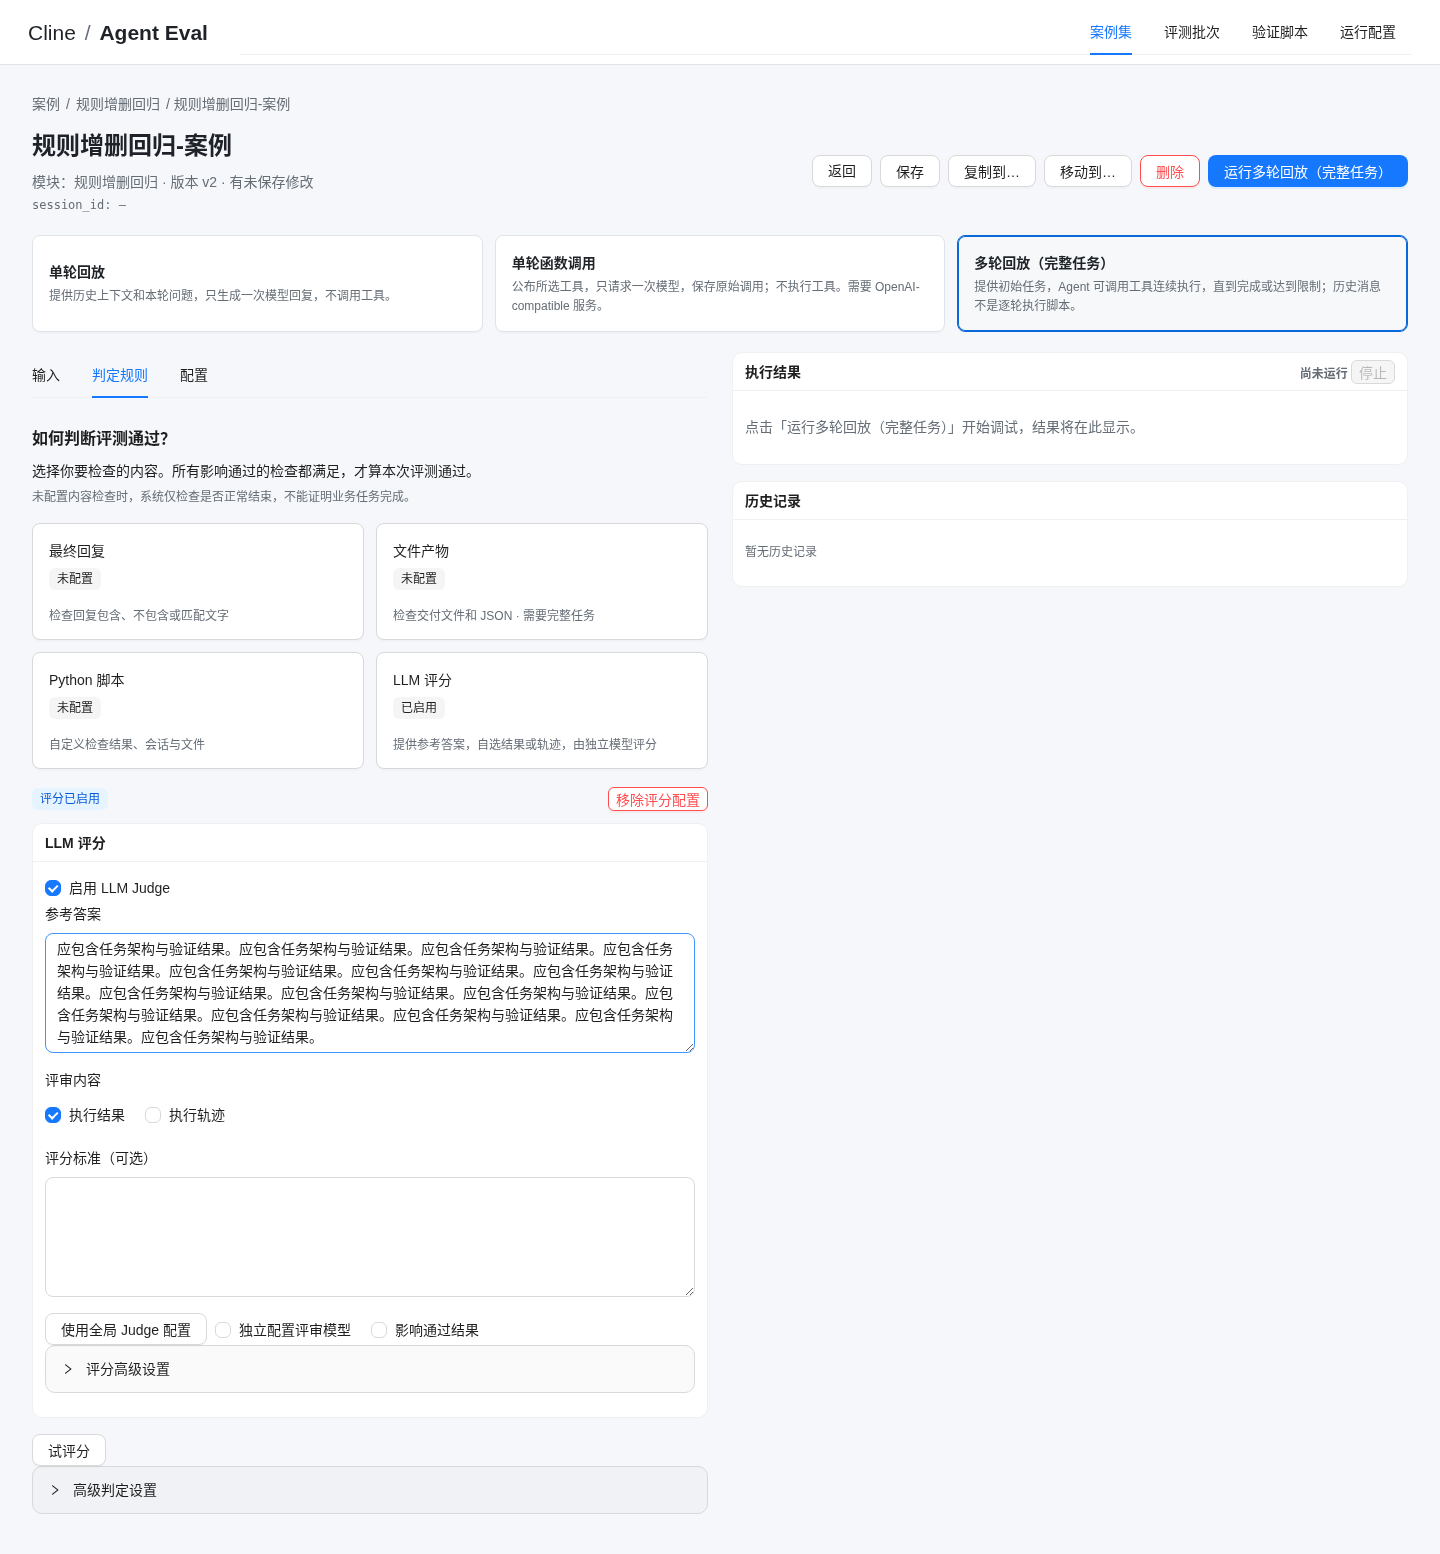 Cline / Agent Eval
案例集
评测批次
验证脚本
运行配置
案例 / 规则增删回归 / 规则增删回归-案例
规则增删回归-案例
模块：规则增删回归 · 版本 v2 · 有未保存修改
session_id: —
返回
保存
复制到…
移动到…
删除
运行多轮回放（完整任务）
单轮回放
提供历史上下文和本轮问题，只生成一次模型回复，不调用工具。
单轮函数调用
公布所选工具，只请求一次模型，保存原始调用；不执行工具。需要 OpenAI-
compatible 服务。
多轮回放（完整任务）
提供初始任务，Agent 可调用工具连续执行，直到完成或达到限制；历史消息
不是逐轮执行脚本。
输入
判定规则
配置
如何判断评测通过？
选择你要检查的内容。所有影响通过的检查都满足，才算本次评测通过。
未配置内容检查时，系统仅检查是否正常结束，不能证明业务任务完成。
最终回复
未配置
检查回复包含、不包含或匹配文字
文件产物
未配置
检查交付文件和 JSON · 需要完整任务
Python 脚本
未配置
自定义检查结果、会话与文件
LLM 评分
已启用
提供参考答案，自选结果或轨迹，由独立模型评分
评分已启用
移除评分配置
LLM 评分
启用 LLM Judge
参考答案
应包含任务架构与验证结果。应包含任务架构与验证结果。应包含任务架构与验证结果。应包含任务
架构与验证结果。应包含任务架构与验证结果。应包含任务架构与验证结果。应包含任务架构与验证
结果。应包含任务架构与验证结果。应包含任务架构与验证结果。应包含任务架构与验证结果。应包
含任务架构与验证结果。应包含任务架构与验证结果。应包含任务架构与验证结果。应包含任务架构
与验证结果。应包含任务架构与验证结果。
评审内容
执行结果
执行轨迹
评分标准（可选）
使用全局 Judge 配置
独立配置评审模型
影响通过结果
评分高级设置
试评分
高级判定设置
执行结果
尚未运行
停止
点击「运行多轮回放（完整任务）」开始调试，结果将在此显示。
历史记录
暂无历史记录